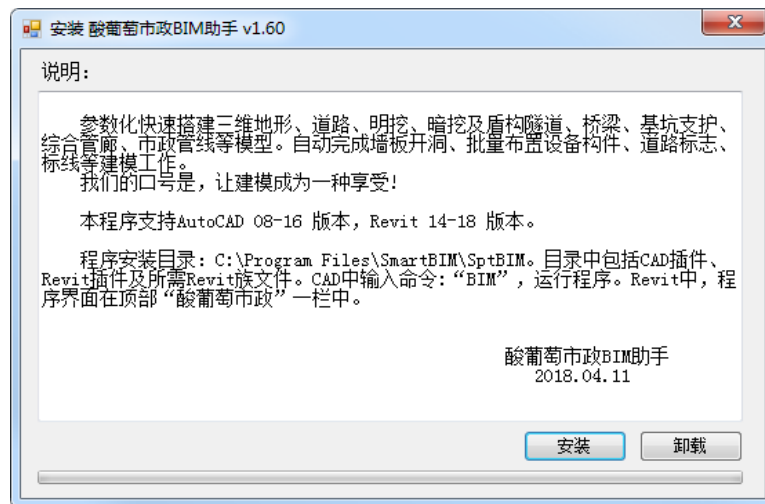 安装 酸葡萄市政BIM助手 v1.60
说明：
参数化快速搭建三维地形、道路、明挖、暗挖及盾构隧道、桥梁、基坑支护、
综合管廊、市政管线等模型。自动完成墙板开洞、批量布置设备构件、道路标志、
标线等建模工作。
我们的口号是，让建模成为一种享受!
本程序支持AutoCAD 08-16 版本，Revit 14-18 版本。
程序安装目录：C:\Program Files\SmartBIM\SptBIM。目录中包括CAD插件、
Revit插件及所需Revit族文件。CAD中输入命令：“BIM”，运行程序。Revit中，程
序界面在顶部“酸葡萄市政”一栏中。
酸葡萄市政BIM助手
2018.04.11
安装
卸载